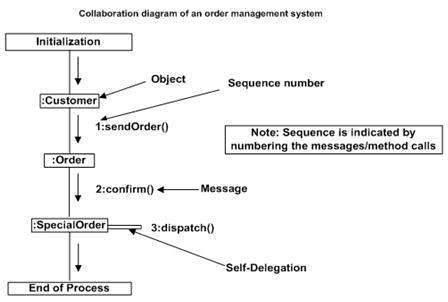 Collaboration diagram of an order management system
Initialization
Object
:Customer
Sequence number
1:sendOrder()
Note: Sequence is indicated by
numbering the messages/method calls
:Order
2:confirm()
Message
:SpecialOrder
3:dispatch()
Self-Delegation
End of Process